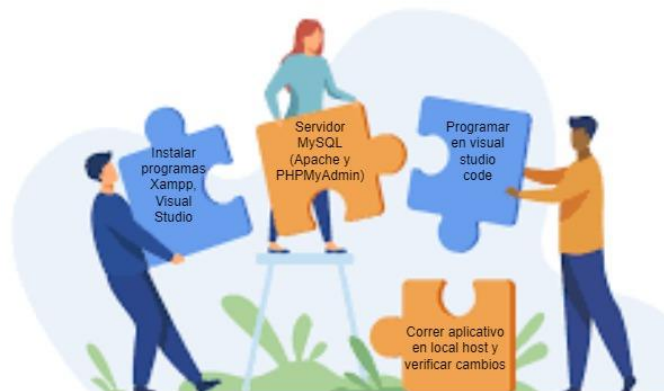 Instalar
programas
Xampp,
Visual
Studio
Servidor
MySQL
(Apache y
PHPMyAdmin)
Programar
en visual
studio
code
Correr aplicativo
en local host y
verificar cambios